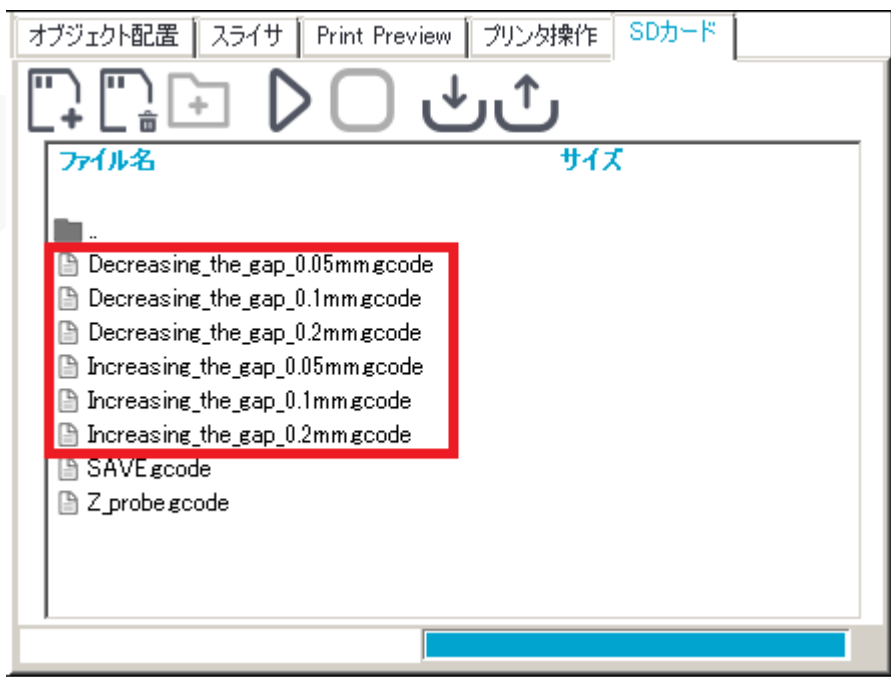 オブジェクト配置 スライサ Print Preview プリンタ操作 SDカード
ファイル名 サイズ
..
Decreasing_the_gap_0.05mm.gcode
Decreasing_the_gap_0.1mm.gcode
Decreasing_the_gap_0.2mm.gcode
Increasing_the_gap_0.05mm.gcode
Increasing_the_gap_0.1mm.gcode
Increasing_the_gap_0.2mm.gcode
SAVE.gcode
Z_probe.gcode